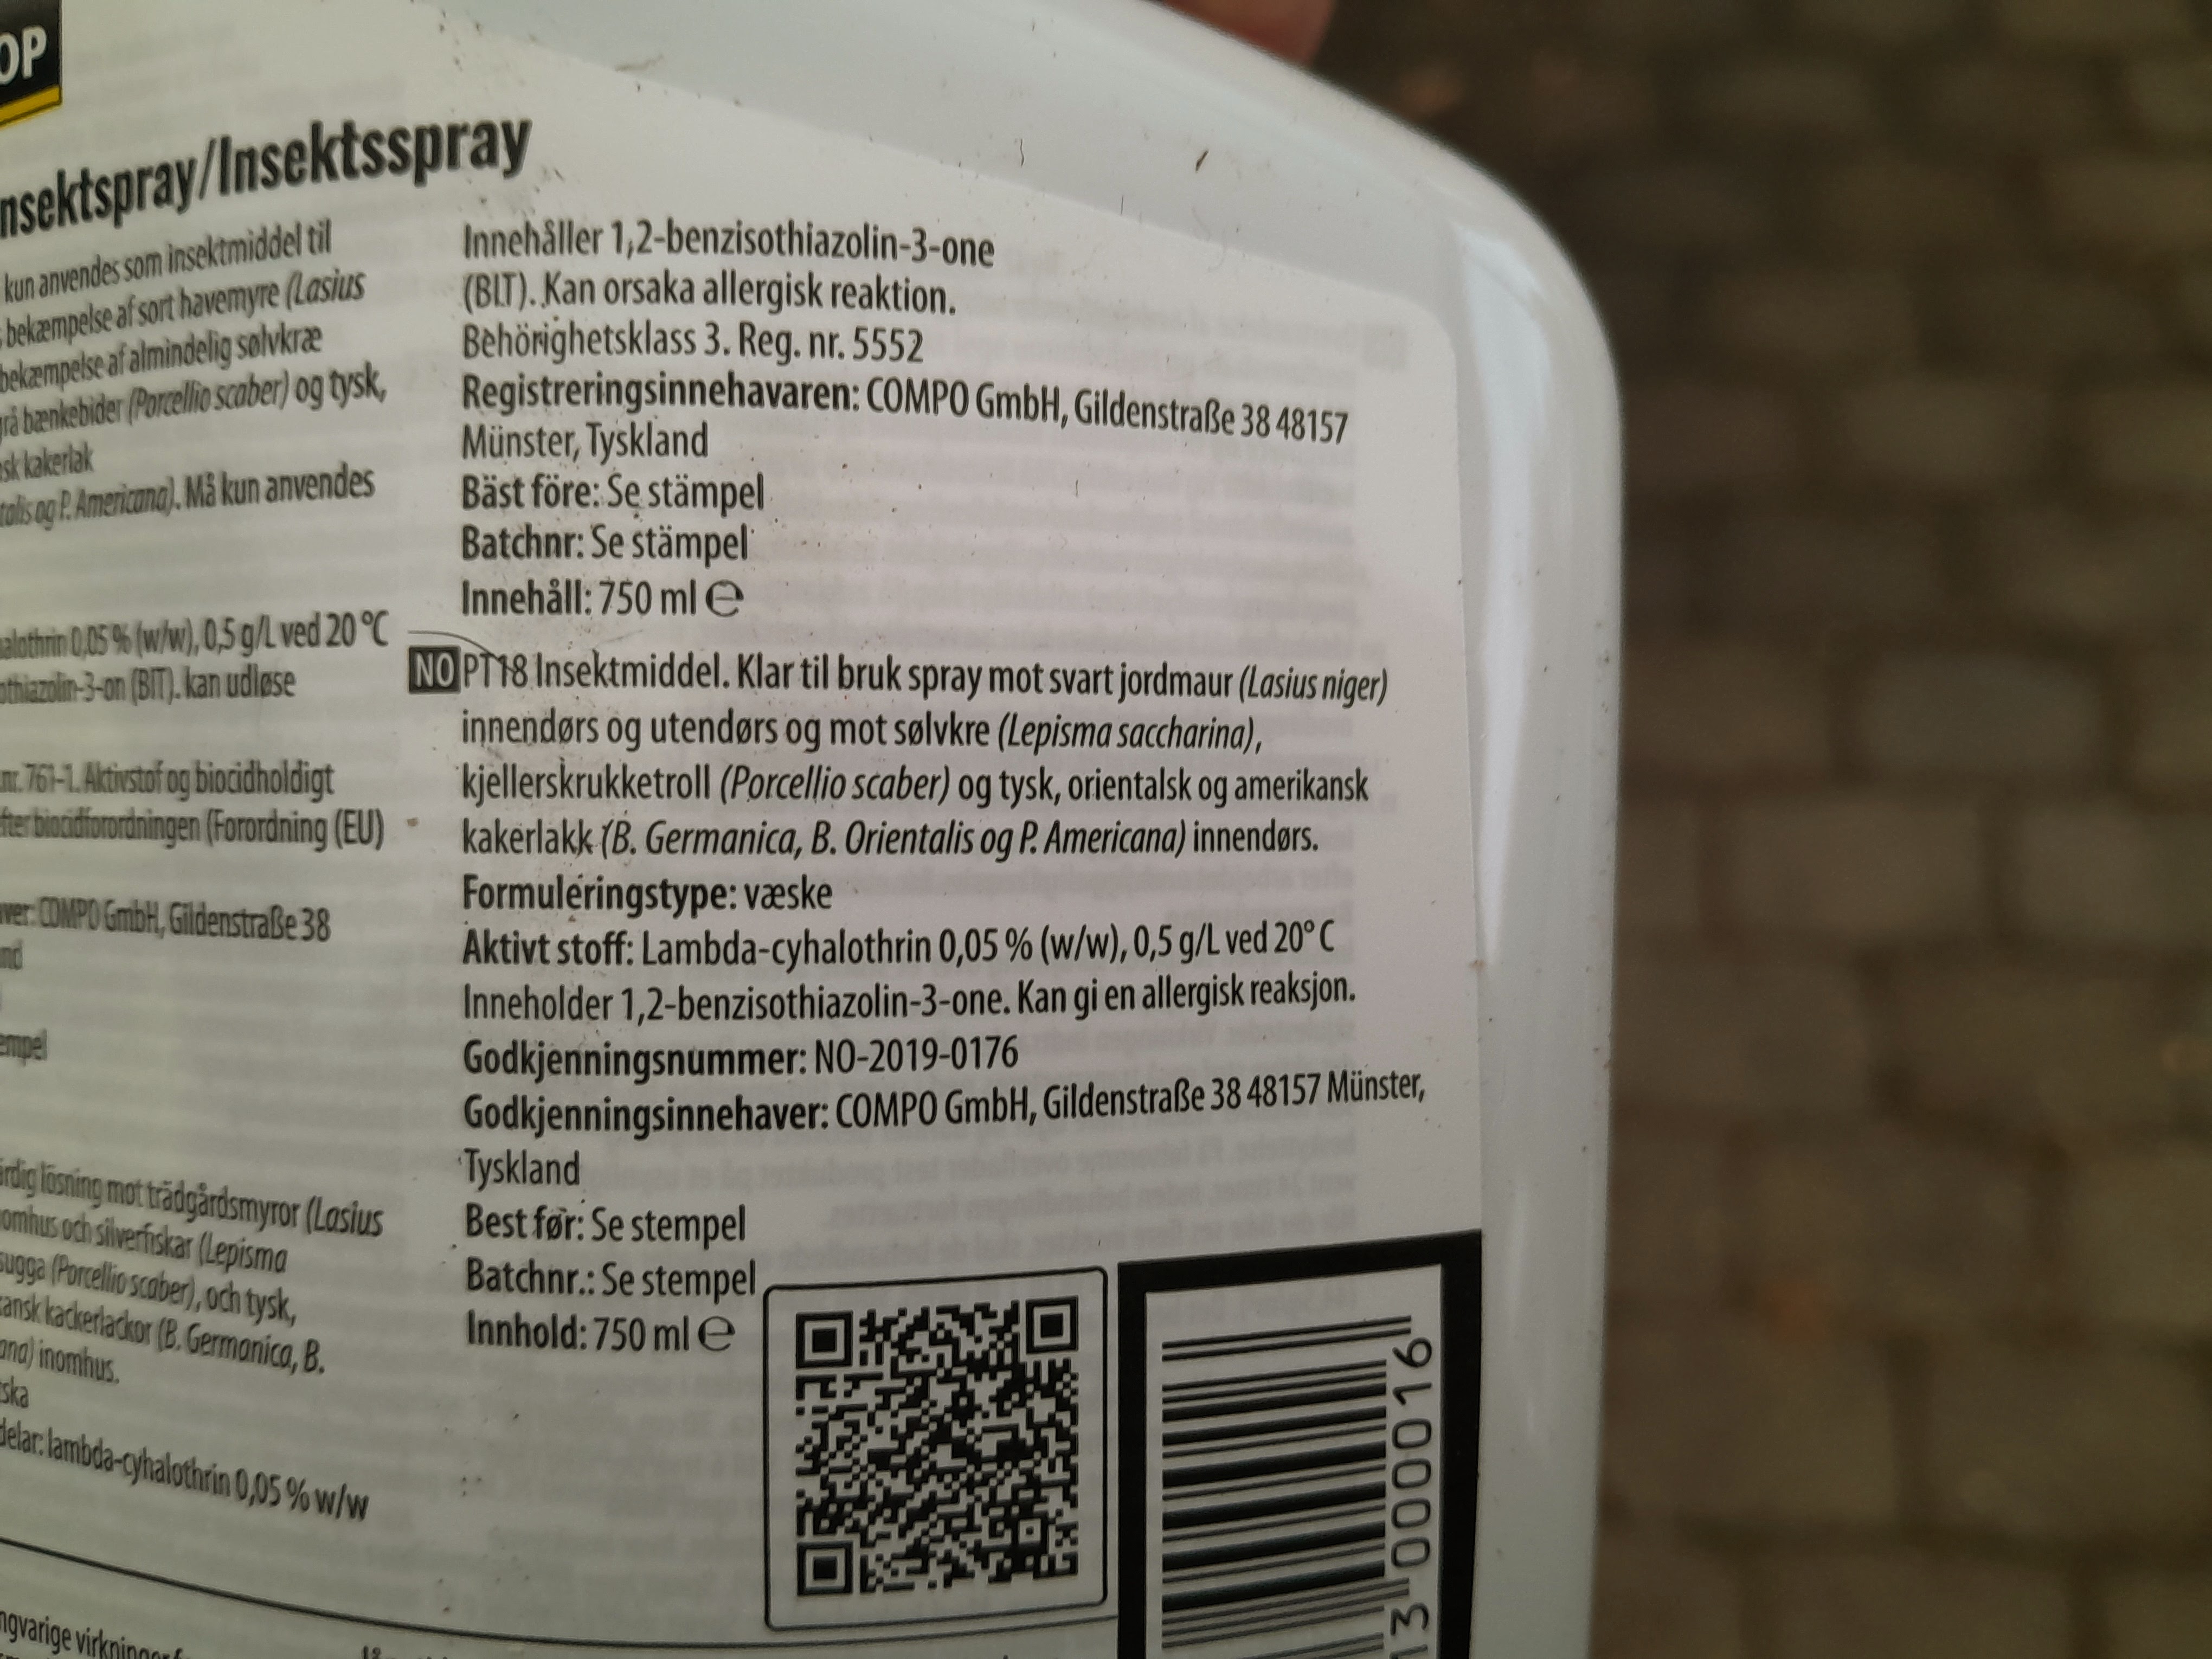 OP
nsektspray/Insektsspray
kun anvendes som insektmiddel til
bekæmpelse af sort havemyre (Lasius
bekæmpelse af almindelig sølvkræ
grå bænkebider (Porcellio scaber) og tysk,
sk kakerlak
talis og P. Americana). Må kun anvendes
alothrin 0,05 % (w/w), 0,5 g/L ved 20 °C
othiazolin-3-on (BIT). kan udløse
nr. 761-1. Aktivstof og biocidholdigt
fter biocidforordningen (Forordning (EU)
ver: COMPO GmbH, Gildenstraße 38
nd
empel
ärdig lösning mot trädgårdsmyror (Lasius
omhus och silverfiskar (Lepisma
sugga (Porcellio scaber), och tysk,
kansk kackerlackor (B. Germanica, B.
ana) inomhus.
ska
delar: lambda-cyhalothrin 0,05 % w/w
Innehåller 1,2-benzisothiazolin-3-one
(BLT). Kan orsaka allergisk reaktion.
Behörighetsklass 3. Reg. nr. 5552
Registreringsinnehavaren: COMPO GmbH, Gildenstraße 38 48157
Münster, Tyskland
Bäst före: Se stämpel
Batchnr: Se stämpel
Innehåll: 750 ml ℮
NO PT18 Insektmiddel. Klar til bruk spray mot svart jordmaur (Lasius niger)
innendørs og utendørs og mot sølvkre (Lepisma saccharina),
kjellerskrukketroll (Porcellio scaber) og tysk, orientalsk og amerikansk
kakerlakk (B. Germanica, B. Orientalis og P. Americana) innendørs.
Formuleringstype: væske
Aktivt stoff: Lambda-cyhalothrin 0,05 % (w/w), 0,5 g/L ved 20° C
Inneholder 1,2-benzisothiazolin-3-one. Kan gi en allergisk reaksjon.
Godkjenningsnummer: NO-2019-0176
Godkjenningsinnehaver: COMPO GmbH, Gildenstraße 38 48157 Münster,
Tyskland
Best før: Se stempel
Batchnr.: Se stempel
Innhold: 750 ml ℮
13 000016
ngvarige virkninger